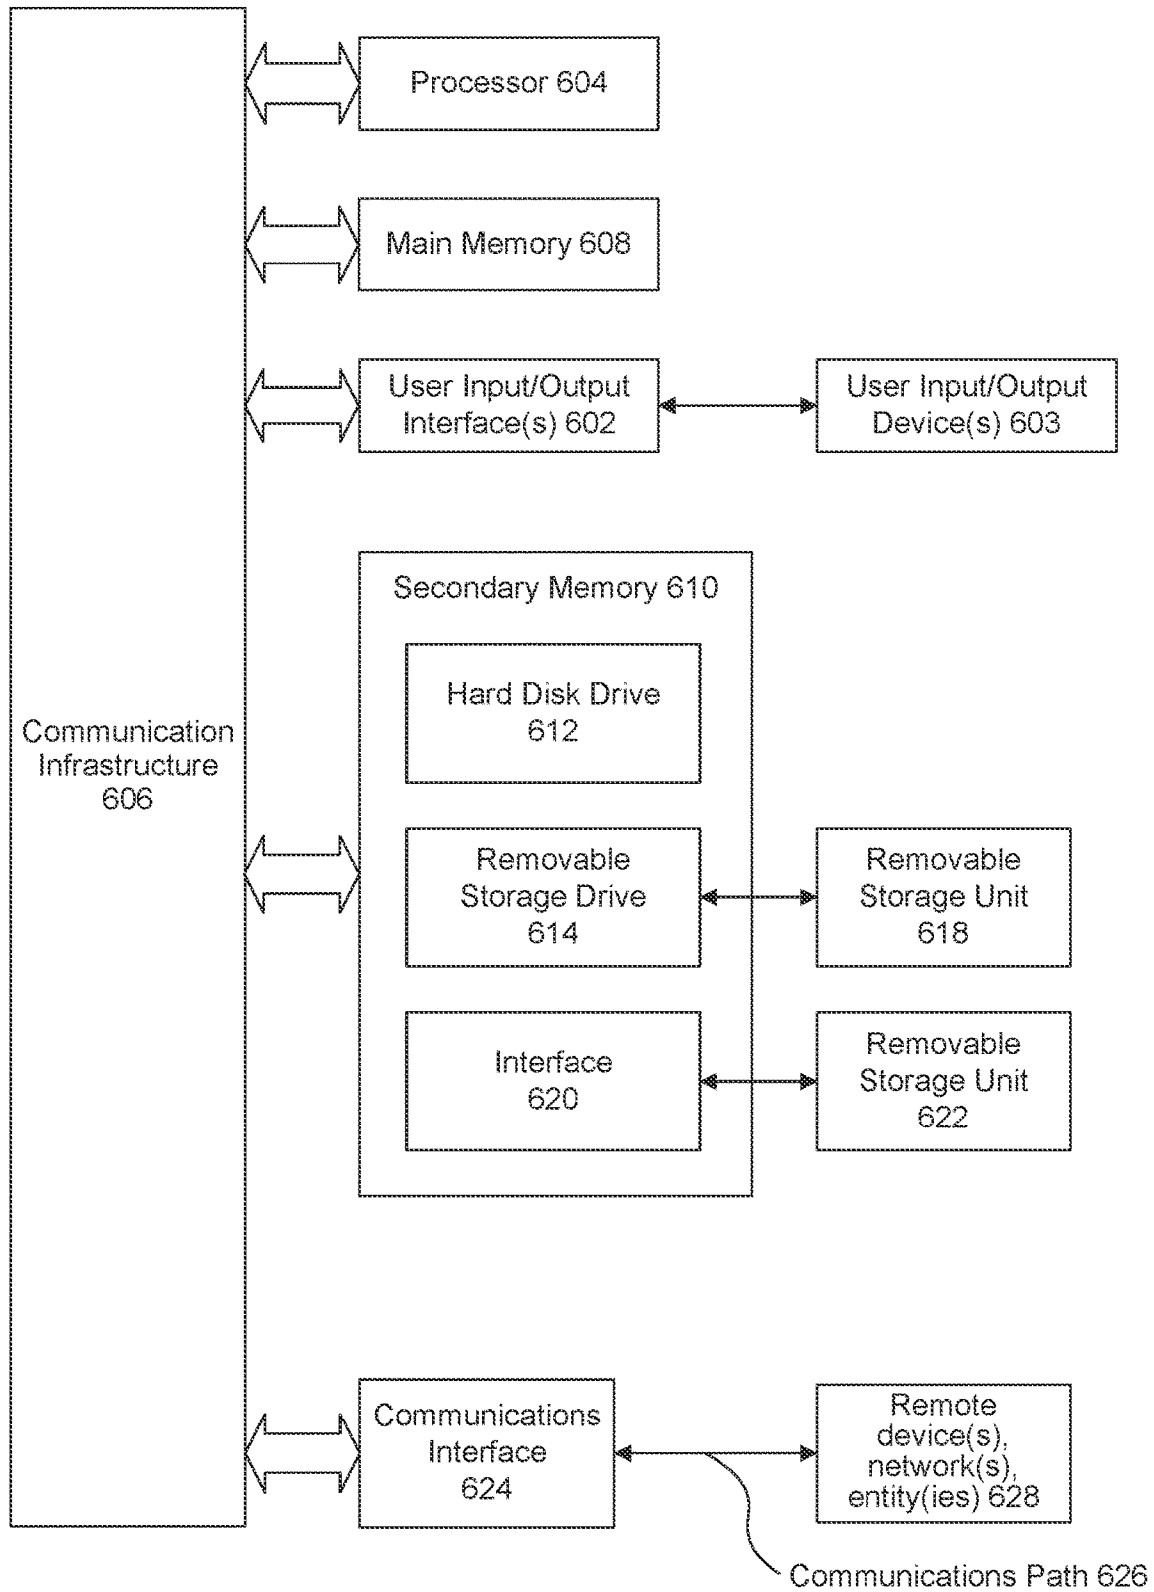 Processor 604
Main Memory 608
User Input/Output
Interface(s) 602
User Input/Output
Device(s) 603
Secondary Memory 610
Hard Disk Drive
612
Communication
Infrastructure
606
Removable
Storage Drive
614
Removable
Storage Unit
618
Interface
620
Removable
Storage Unit
622
Communications
Interface
624
Remote
device(s),
network(s),
entity(ies) 628
Communications Path 626